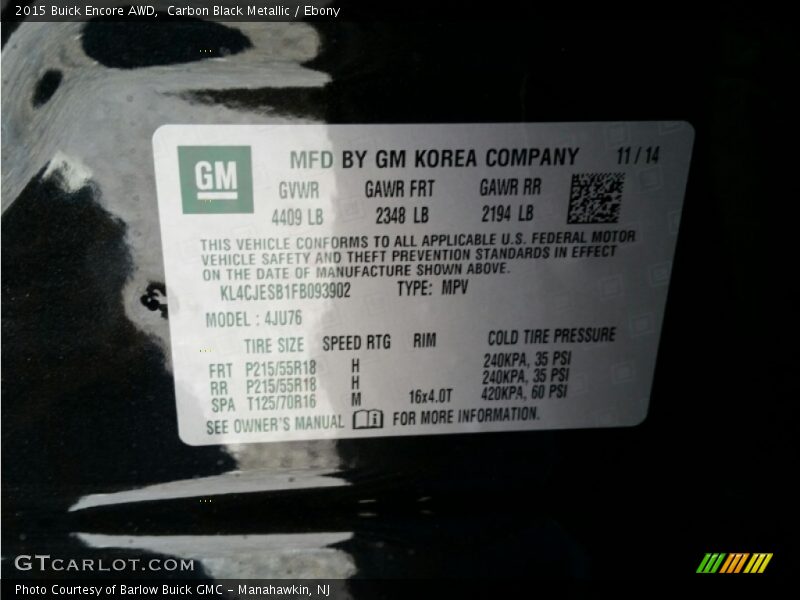 2015 Buick Encore AWD,  Carbon Black Metallic / Ebony
GM
MFD BY GM KOREA COMPANY 11/14
GVWR GAWR FRT GAWR RR
4409 LB 2348 LB 2194 LB
THIS VEHICLE CONFORMS TO ALL APPLICABLE U.S. FEDERAL MOTOR
VEHICLE SAFETY AND THEFT PREVENTION STANDARDS IN EFFECT
ON THE DATE OF MANUFACTURE SHOWN ABOVE.
KL4CJESB1FB093902 TYPE: MPV
MODEL : 4JU76
TIRE SIZE SPEED RTG RIM COLD TIRE PRESSURE
FRT P215/55R18 H 240KPA, 35 PSI
RR P215/55R18 H 240KPA, 35 PSI
SPA T125/70R16 M 16x4.0T 420KPA, 60 PSI
SEE OWNER'S MANUAL FOR MORE INFORMATION.
GTCARLOT.COM
Photo Courtesy of Barlow Buick GMC - Manahawkin, NJ